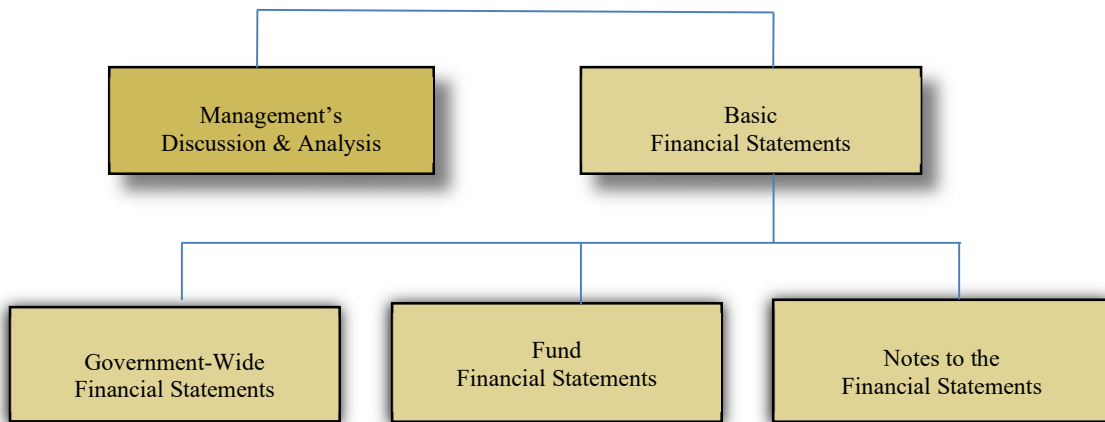 Management’s
Discussion & Analysis
Basic
Financial Statements
Government-Wide
Financial Statements
Fund
Financial Statements
Notes to the
Financial Statements